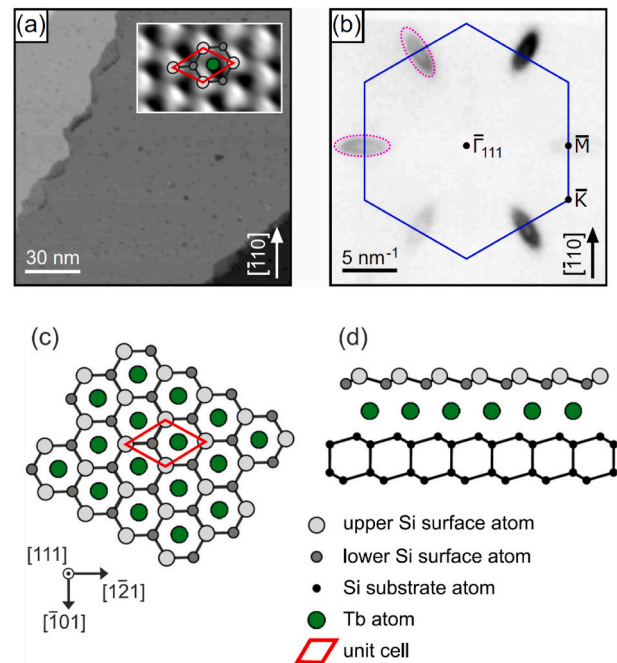 (a)
30 nm
[1̄10]
(b)
Γ̄111
M̄
K̄
5 nm-1
[1̄10]
(c)
[111]
[12̄1]
[1̄01]
(d)
upper Si surface atom
lower Si surface atom
Si substrate atom
Tb atom
unit cell